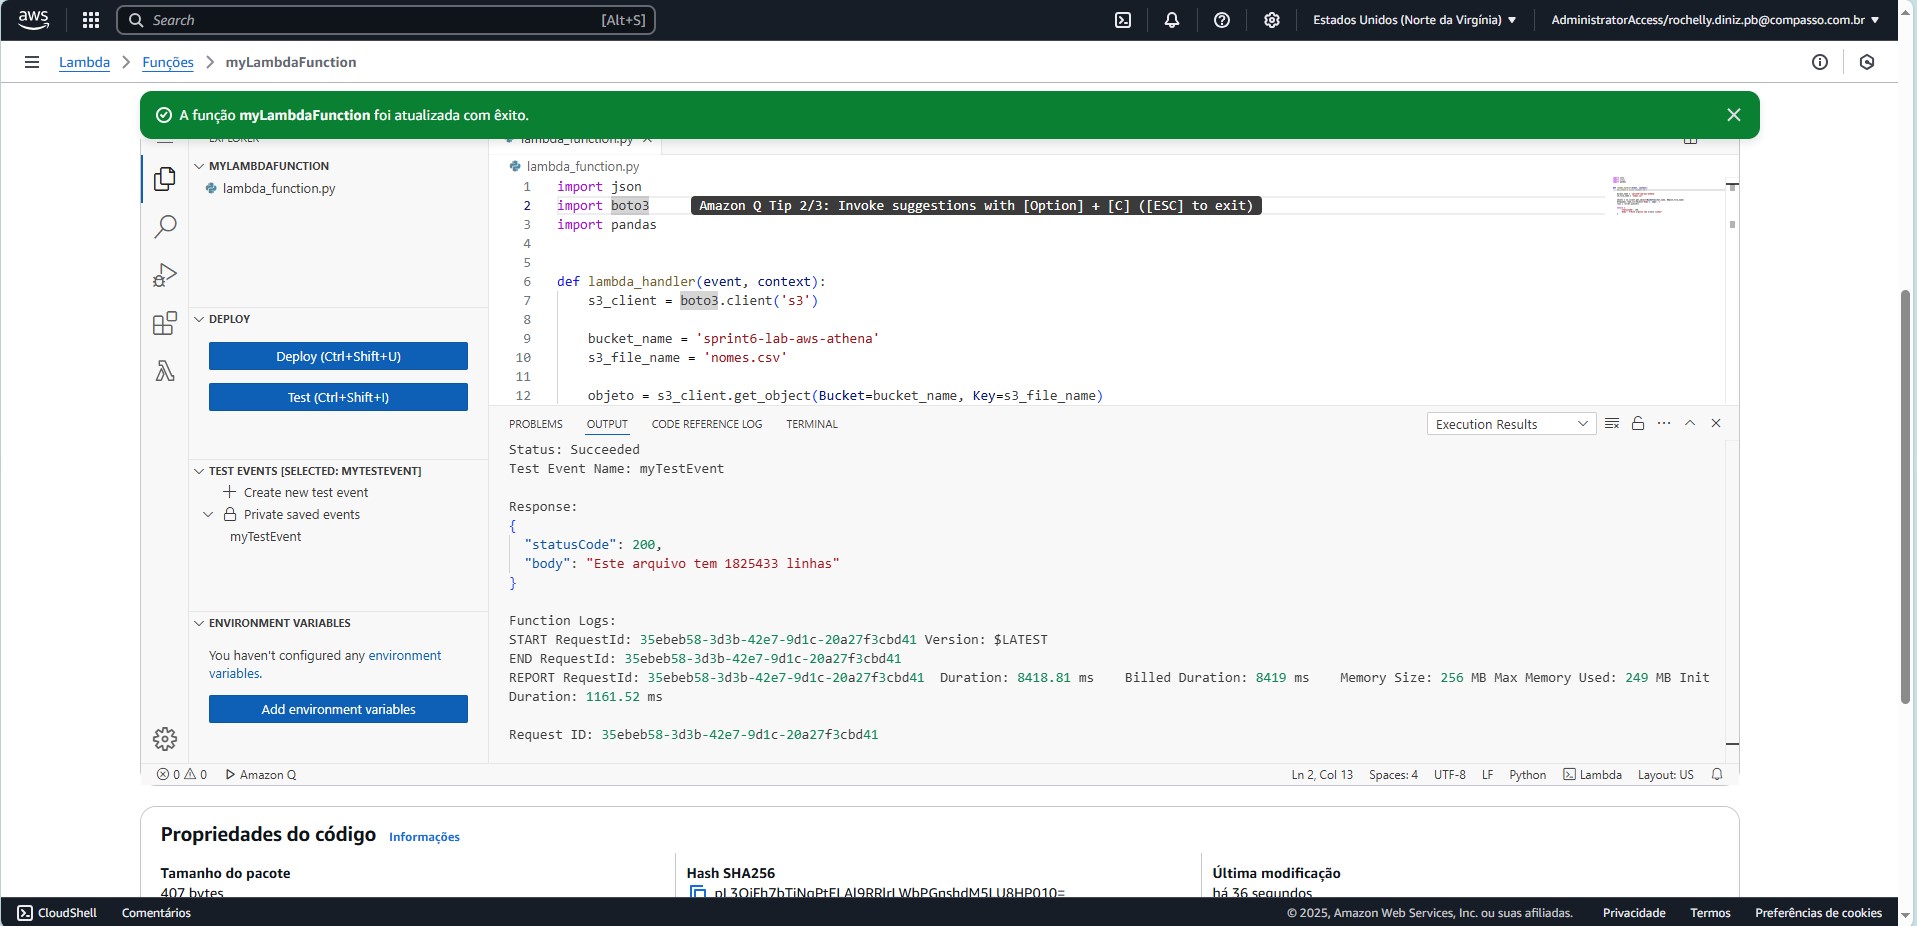 aws
Search [Alt+S]
Estados Unidos (Norte da Virgínia)
AdministratorAccess/rochelly.diniz.pb@compasso.com.br
Lambda > Funções > myLambdaFunction
A função myLambdaFunction foi atualizada com êxito.
EXPLORER
lambda_function.py
MYLAMBDAFUNCTION
lambda_function.py
DEPLOY
Deploy (Ctrl+Shift+U)
Test (Ctrl+Shift+I)
TEST EVENTS [SELECTED: MYTESTEVENT]
Create new test event
Private saved events
myTestEvent
ENVIRONMENT VARIABLES
You haven't configured any environment
variables.
Add environment variables
lambda_function.py
1 import json
2 import boto3 Amazon Q Tip 2/3: Invoke suggestions with [Option] + [C] ([ESC] to exit)
3 import pandas
4
5
6 def lambda_handler(event, context):
7 s3_client = boto3.client('s3')
8
9 bucket_name = 'sprint6-lab-aws-athena'
10 s3_file_name = 'nomes.csv'
11
12 objeto = s3_client.get_object(Bucket=bucket_name, Key=s3_file_name)
PROBLEMS OUTPUT CODE REFERENCE LOG TERMINAL
Execution Results
Status: Succeeded
Test Event Name: myTestEvent
Response:
{
"statusCode": 200,
"body": "Este arquivo tem 1825433 linhas"
}
Function Logs:
START RequestId: 35ebeb58-3d3b-42e7-9d1c-20a27f3cbd41 Version: $LATEST
END RequestId: 35ebeb58-3d3b-42e7-9d1c-20a27f3cbd41
REPORT RequestId: 35ebeb58-3d3b-42e7-9d1c-20a27f3cbd41 Duration: 8418.81 ms Billed Duration: 8419 ms Memory Size: 256 MB Max Memory Used: 249 MB Init
Duration: 1161.52 ms
Request ID: 35ebeb58-3d3b-42e7-9d1c-20a27f3cbd41
0 0 Amazon Q
Ln 2, Col 13 Spaces: 4 UTF-8 LF Python Lambda Layout: US
Propriedades do código Informações
Tamanho do pacote
407 bytes
Hash SHA256
Última modificação
há 36 segundos
CloudShell Comentários
© 2025, Amazon Web Services, Inc. ou suas afiliadas. Privacidade Termos Preferências de cookies